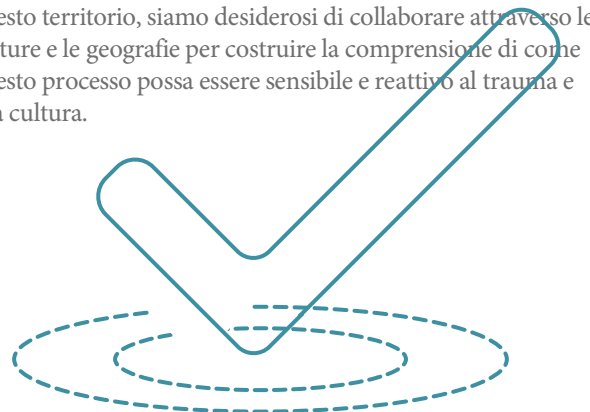 esto territorio, siamo desiderosi di collaborare attraverso le
ture e le geografie per costruire la comprensione di come
esto processo possa essere sensibile e reattivo al trauma e
a cultura.